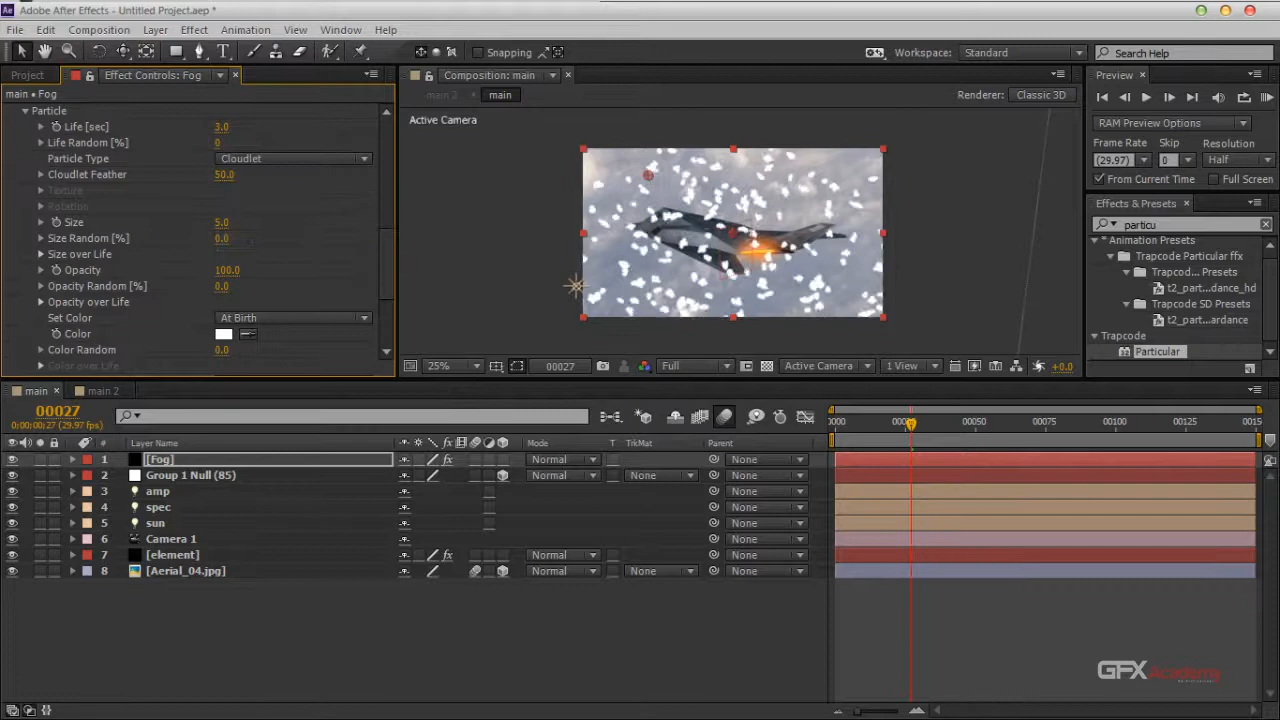 Adobe After Effects - Untitled Project.aep *
File Edit Composition Layer Effect Animation View Window Help
Snapping
Workspace: Standard
Search Help
Project Effect Controls: Fog
Composition: main
Preview
main • Fog
main 2 main
Renderer: Classic 3D
Particle
Active Camera
RAM Preview Options
Life [sec] 3.0
Life Random [%] 0
Particle Type Cloudlet
Cloudlet Feather 50.0
Texture
Rotation
Size 5.0
Size Random [%] 0.0
Size over Life
Opacity 100.0
Opacity Random [%] 0.0
Opacity over Life
Set Color At Birth
Color
Color Random 0.0
Color over Life
Frame Rate Skip Resolution
(29.97) 0 Half
From Current Time Full Screen
Effects & Presets
particu
* Animation Presets
Trapcode Particular ffx
Trapcod... Presets
t2_part....dance_hd
Trapcode SD Presets
t2_part...ardance
Trapcode
Particular
25% 00027 Full Active Camera 1 View +0.0
main main 2
00027
0:00:00:27 (29.97 fps)
0000 00050 00075 00100 00125 0015
# Layer Name Mode T TrkMat Parent
1 [Fog] Normal None
2 Group 1 Null (85) Normal None None
3 amp None
4 spec None
5 sun None
6 Camera 1 None
7 [element] Normal None
8 [Aerial_04.jpg] Normal None None
GFX Academy